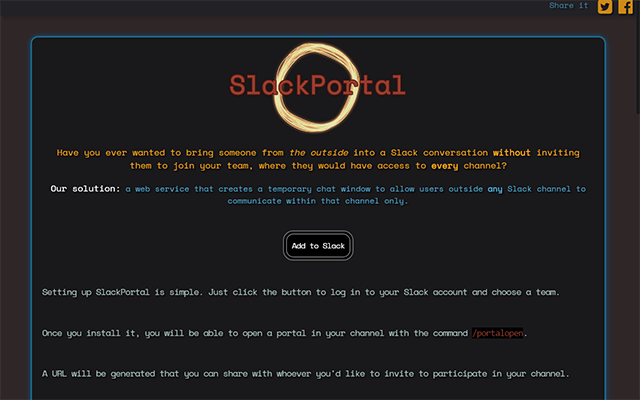 Share it
SlackPortal
Have you ever wanted to bring someone from the outside into a Slack conversation without inviting
them to join your team, where they would have access to every channel?
Our solution: a web service that creates a temporary chat window to allow users outside any Slack channel to
communicate within that channel only.
Add to Slack
Setting up SlackPortal is simple. Just click the button to log in to your Slack account and choose a team.
Once you install it, you will be able to open a portal in your channel with the command /portalopen.
A URL will be generated that you can share with whoever you'd like to invite to participate in your channel.